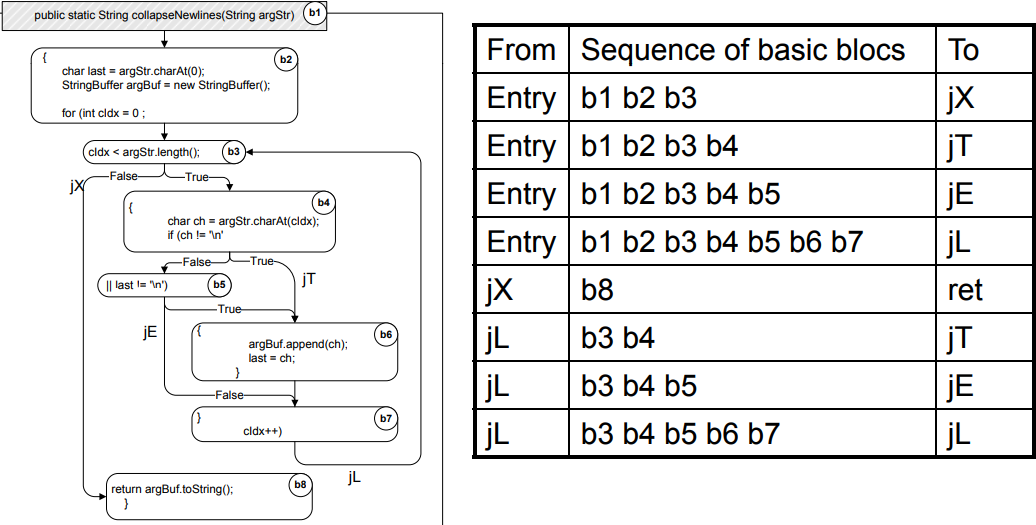 public static String collapseNewlines(String argStr)
b1
{
b2
char last = argStr.charAt(0);
StringBuffer argBuf = new StringBuffer();
for (int cIdx = 0 ;
cIdx < argStr.length();
b3
jX
False
True
{
b4
char ch = argStr.charAt(cIdx);
if (ch != '\n'
False
True
|| last != '\n')
b5
jT
True
jE
{
b6
argBuf.append(ch);
last = ch;
}
False
}
b7
cIdx++)
jL
return argBuf.toString();
b8
}
From Sequence of basic blocs To
Entry b1 b2 b3 jX
Entry b1 b2 b3 b4 jT
Entry b1 b2 b3 b4 b5 jE
Entry b1 b2 b3 b4 b5 b6 b7 jL
jX b8 ret
jL b3 b4 jT
jL b3 b4 b5 jE
jL b3 b4 b5 b6 b7 jL